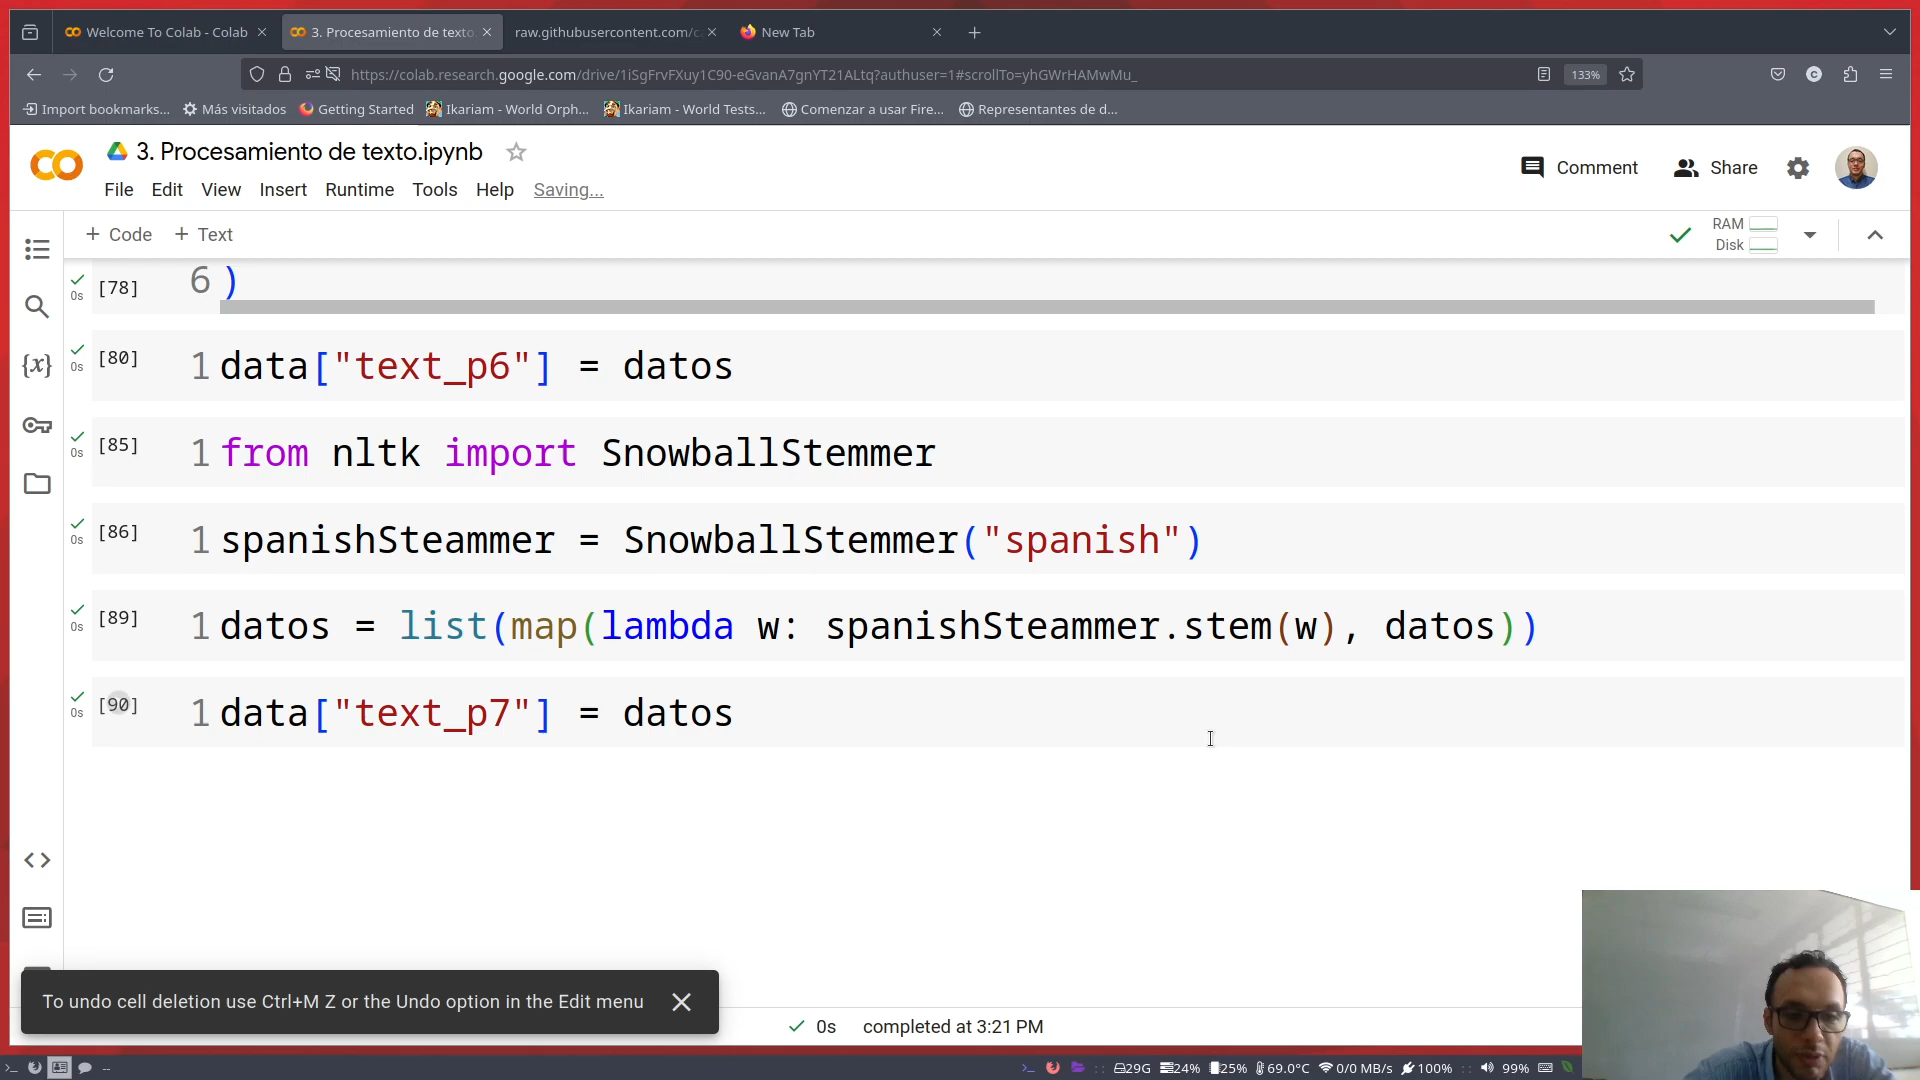 Welcome To Colab - Colab
3. Procesamiento de texto
raw.githubusercontent.com/c
New Tab
https://colab.research.google.com/drive/1iSgFrvFXuy1C90-eGvanA7gnYT21ALtq?authuser=1#scrollTo=yhGWrHAMwMu_
133%
Import bookmarks...
Más visitados
Getting Started
Ikariam - World Orph...
Ikariam - World Tests...
Comenzar a usar Fire...
Representantes de d...
3. Procesamiento de texto.ipynb
Comment
Share
File Edit View Insert Runtime Tools Help Saving...
+ Code + Text
RAM
Disk
0s [78] 6 )
0s [80] 1 data["text_p6"] = datos
0s [85] 1 from nltk import SnowballStemmer
0s [86] 1 spanishSteammer = SnowballStemmer("spanish")
0s [89] 1 datos = list(map(lambda w: spanishSteammer.stem(w), datos))
0s [90] 1 data["text_p7"] = datos
To undo cell deletion use Ctrl+M Z or the Undo option in the Edit menu
0s completed at 3:21 PM
-- 29G 24% 25% 69.0°C 0/0 MB/s 100% 99%